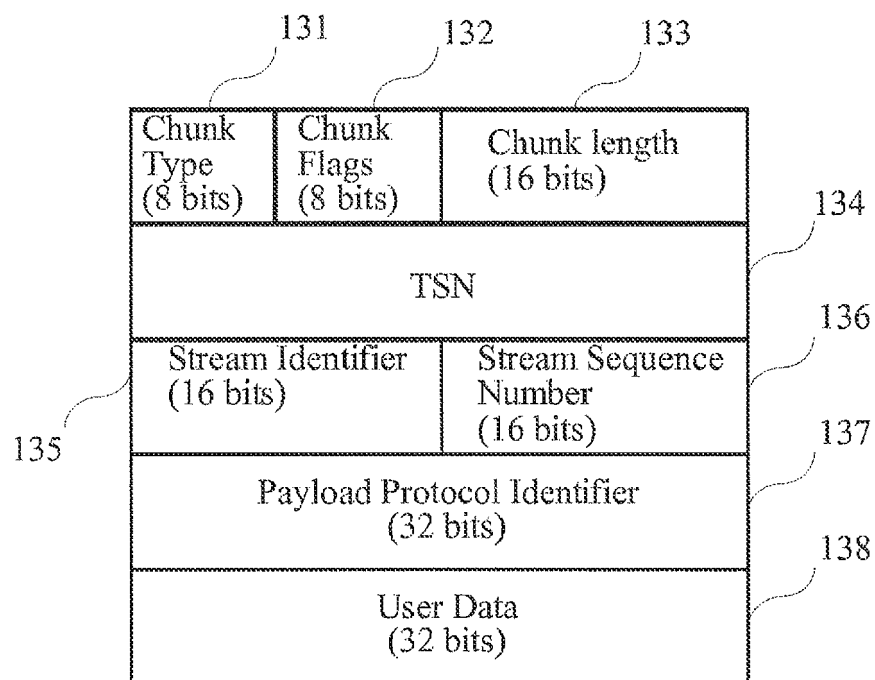 131
132
133
Chunk
Type
(8 bits)
Chunk
Flags
(8 bits)
Chunk length
(16 bits)
134
TSN
136
Stream Identifier
(16 bits)
Stream Sequence
Number
(16 bits)
135
137
Payload Protocol Identifier
(32 bits)
138
User Data
(32 bits)